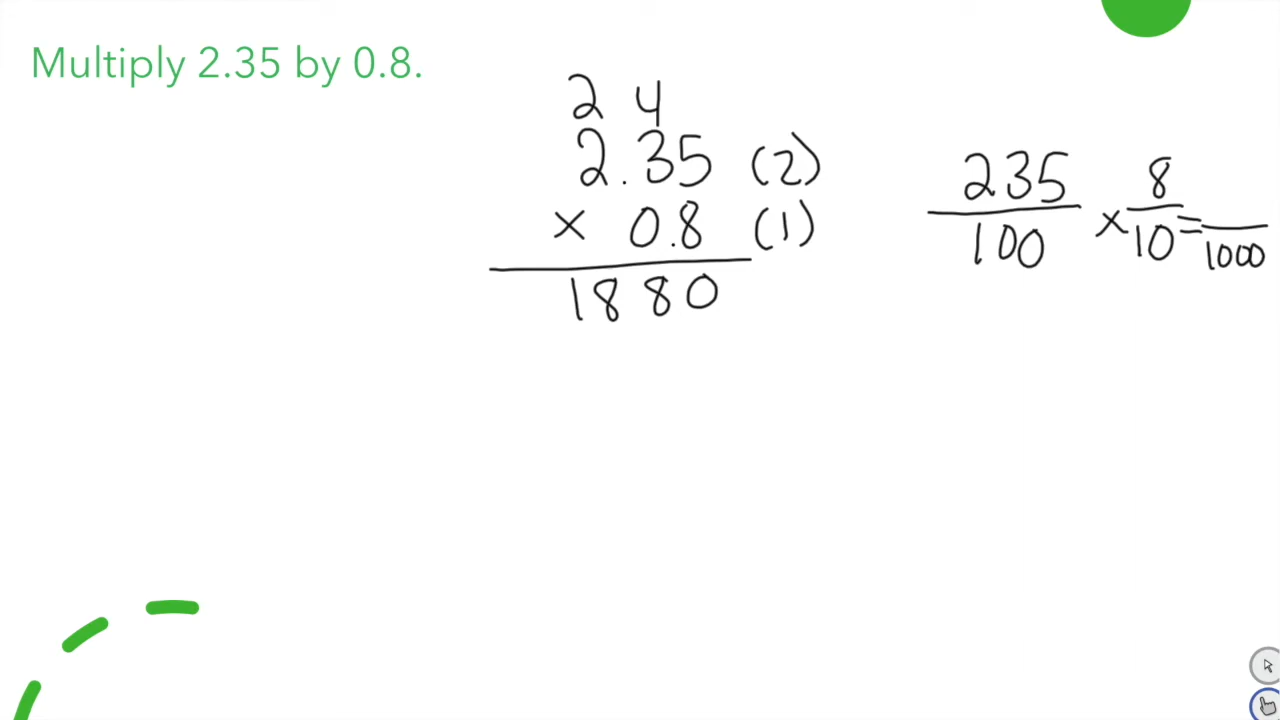 Multiply 2.35 by 0.8.
2 4
2.35 (2)
× 0.8 (1)
1880
235 / 100 × 8 / 10 = / 1000